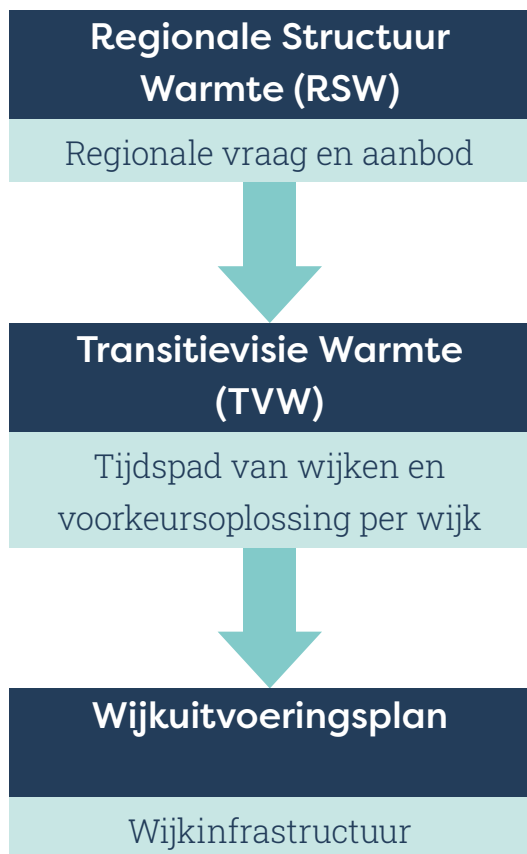 Regionale Structuur
Warmte (RSW)
Regionale vraag en aanbod
Transitievisie Warmte
(TVW)
Tijdspad van wijken en
voorkeursoplossing per wijk
Wijkuitvoeringsplan
Wijkinfrastructuur